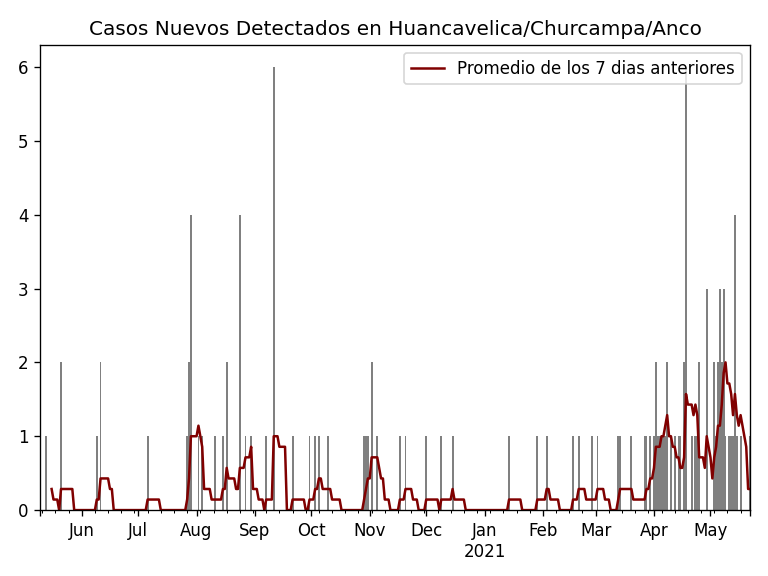 Casos Nuevos Detectados en Huancavelica/Churcampa/Anco
Promedio de los 7 dias anteriores
6
5
4
3
2
1
0
Jun Jul Aug Sep Oct Nov Dec Jan Feb Mar Apr May
2021